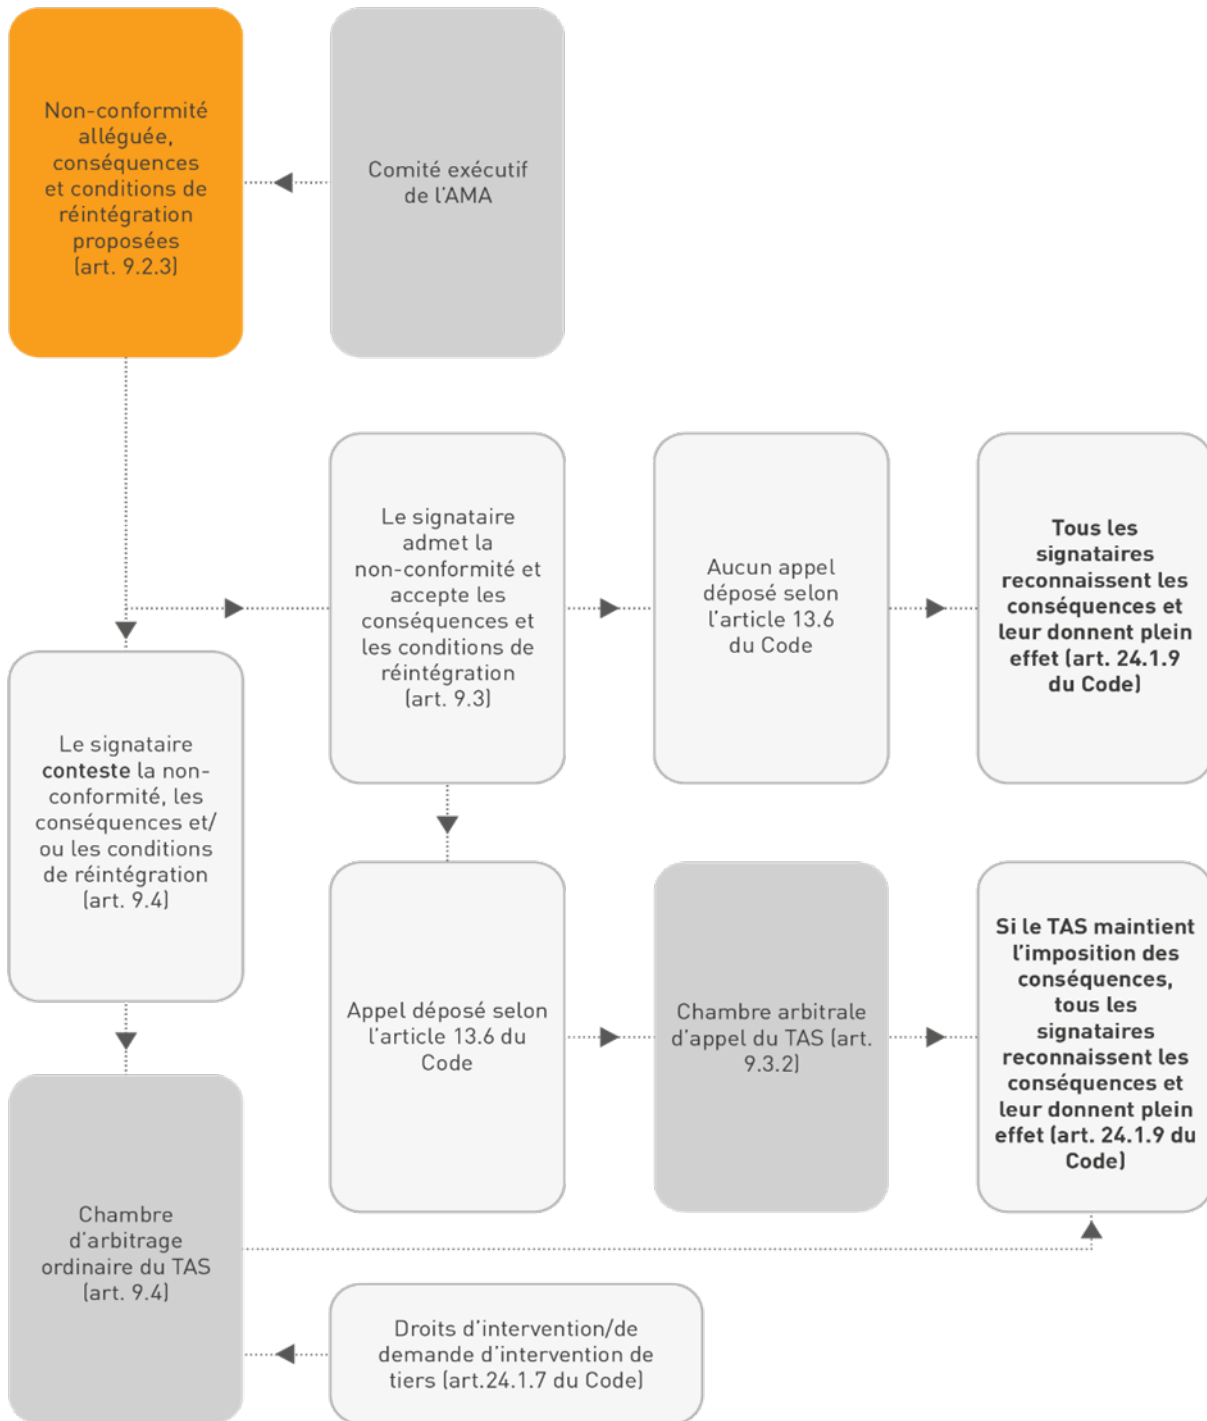 Non-conformité
alléguée,
conséquences
et conditions de
réintégration
proposées
(art. 9.2.3)
Comité exécutif
de l'AMA
Le signataire
admet la
non-conformité et
accepte les
conséquences et
les conditions de
réintégration
(art. 9.3)
Aucun appel
déposé selon
l'article 13.6
du Code
Tous les
signataires
reconnaissent les
conséquences et
leur donnent plein
effet (art. 24.1.9
du Code)
Le signataire
conteste la non-
conformité, les
conséquences et/
ou les conditions
de réintégration
(art. 9.4)
Appel déposé selon
l'article 13.6 du
Code
Chambre arbitrale
d'appel du TAS (art.
9.3.2)
Si le TAS maintient
l'imposition des
conséquences,
tous les
signataires
reconnaissent les
conséquences et
leur donnent plein
effet (art. 24.1.9 du
Code)
Chambre
d'arbitrage
ordinaire du TAS
(art. 9.4)
Droits d'intervention/de
demande d'intervention de
tiers (art.24.1.7 du Code)